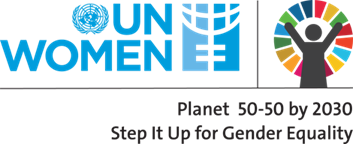 UN
WOMEN
Planet 50-50 by 2030
Step It Up for Gender Equality